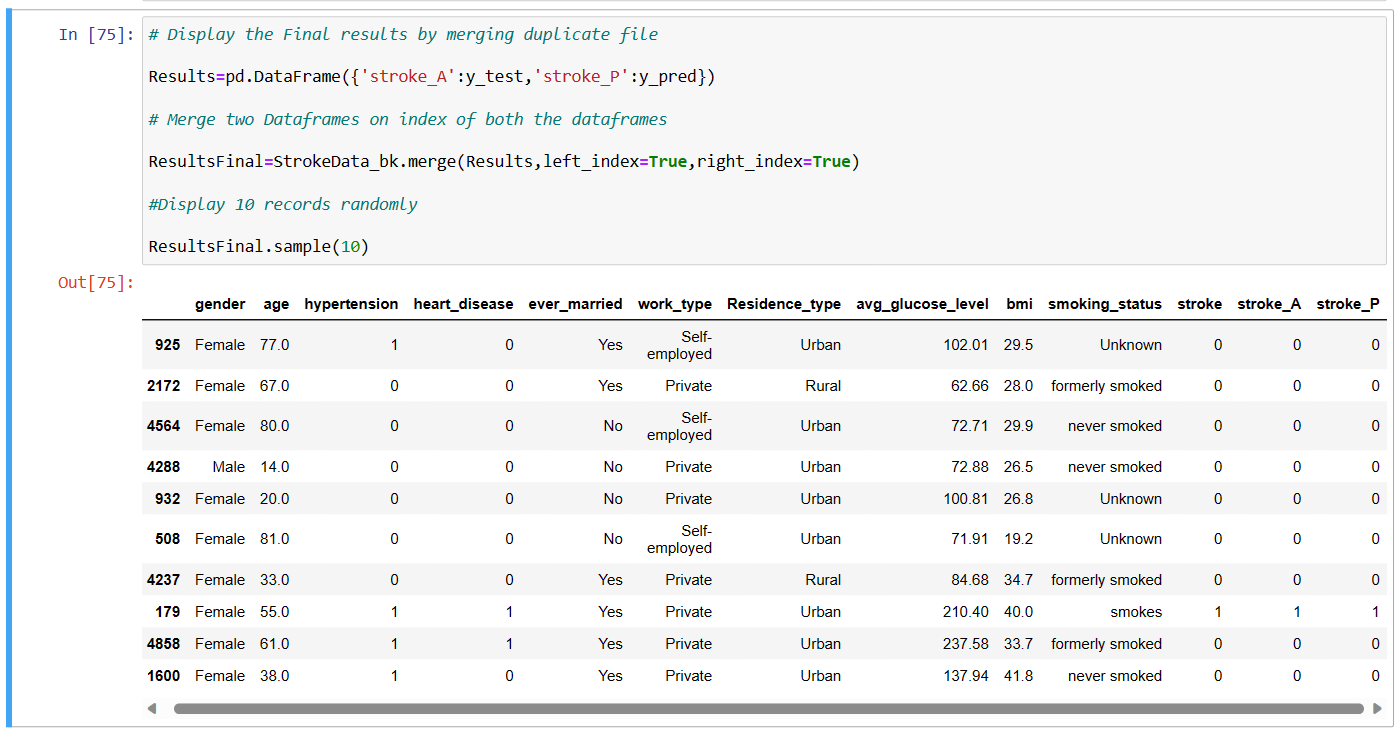 In [75]: # Display the Final results by merging duplicate file
Results=pd.DataFrame({'stroke_A':y_test,'stroke_P':y_pred})
# Merge two Dataframes on index of both the dataframes
ResultsFinal=StrokeData_bk.merge(Results,left_index=True,right_index=True)
#Display 10 records randomly
ResultsFinal.sample(10)
Out[75]:
gender age hypertension heart_disease ever_married work_type Residence_type avg_glucose_level bmi smoking_status stroke stroke_A stroke_P
925 Female 77.0 1 0 Yes Self-employed Urban 102.01 29.5 Unknown 0 0 0
2172 Female 67.0 0 0 Yes Private Rural 62.66 28.0 formerly smoked 0 0 0
4564 Female 80.0 0 0 No Self-employed Urban 72.71 29.9 never smoked 0 0 0
4288 Male 14.0 0 0 No Private Urban 72.88 26.5 never smoked 0 0 0
932 Female 20.0 0 0 No Private Urban 100.81 26.8 Unknown 0 0 0
508 Female 81.0 0 0 No Self-employed Urban 71.91 19.2 Unknown 0 0 0
4237 Female 33.0 0 0 Yes Private Rural 84.68 34.7 formerly smoked 0 0 0
179 Female 55.0 1 1 Yes Private Urban 210.40 40.0 smokes 1 1 1
4858 Female 61.0 1 1 Yes Private Urban 237.58 33.7 formerly smoked 0 0 0
1600 Female 38.0 1 0 Yes Private Urban 137.94 41.8 never smoked 0 0 0